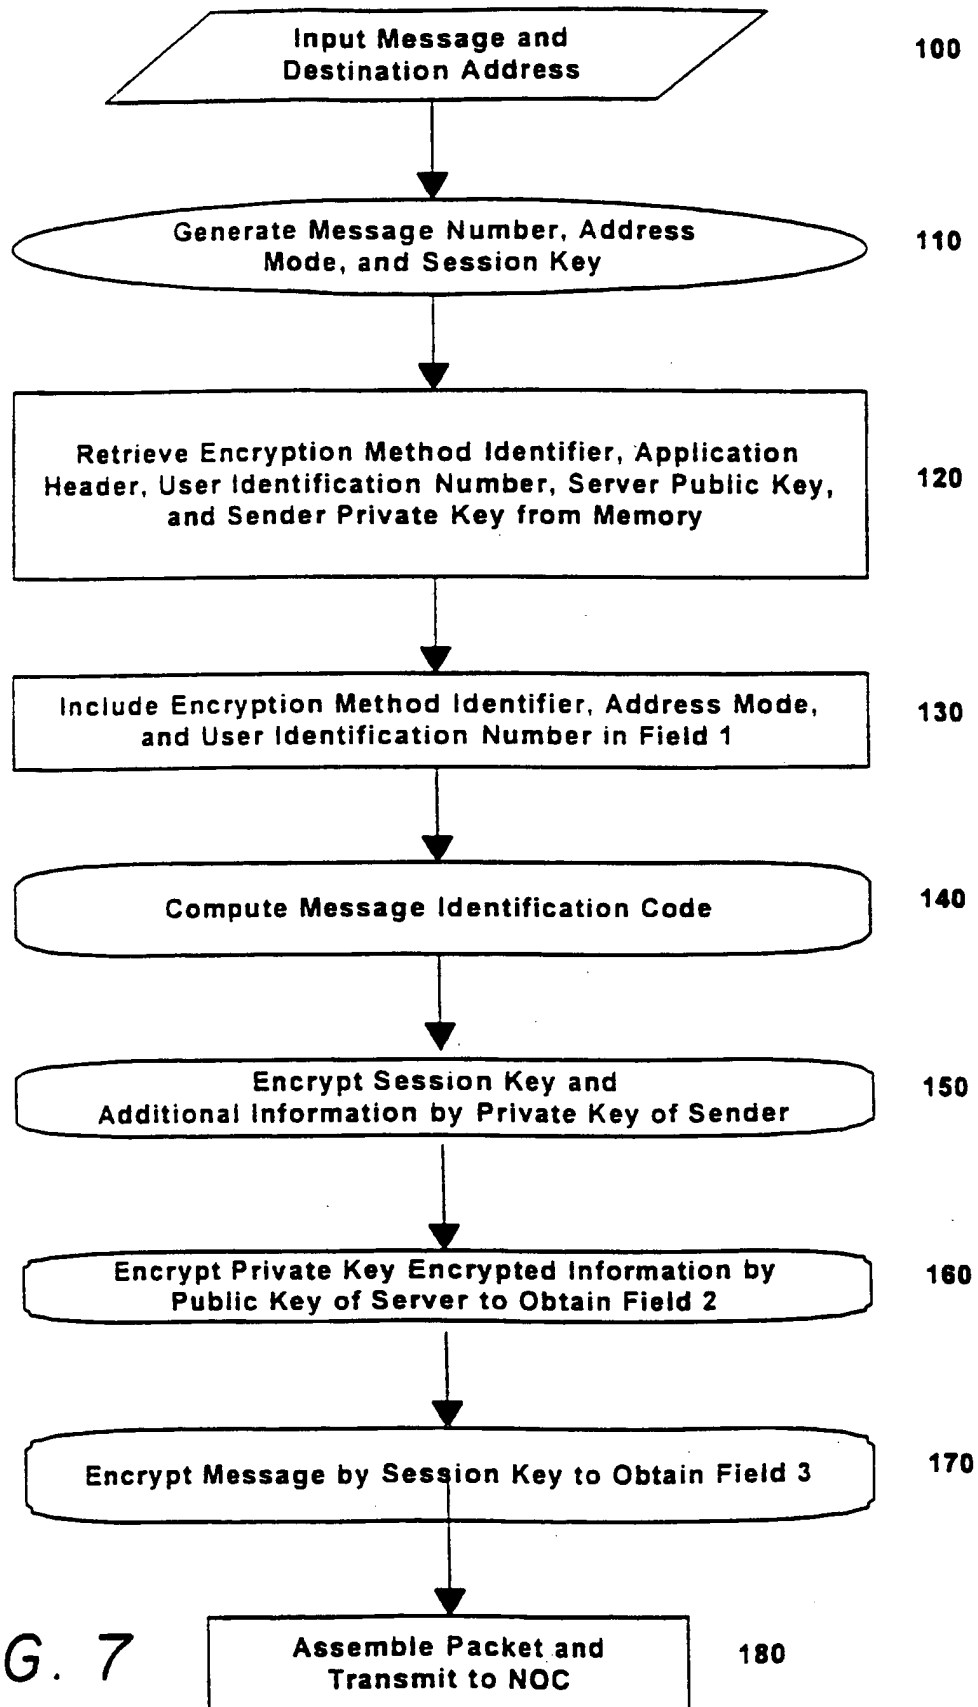 Input Message and
Destination Address
100
Generate Message Number, Address
Mode, and Session Key
110
Retrieve Encryption Method Identifier, Application
Header, User Identification Number, Server Public Key,
and Sender Private Key from Memory
120
Include Encryption Method Identifier, Address Mode,
and User Identification Number in Field 1
130
Compute Message Identification Code
140
Encrypt Session Key and
Additional Information by Private Key of Sender
150
Encrypt Private Key Encrypted Information by
Public Key of Server to Obtain Field 2
160
Encrypt Message by Session Key to Obtain Field 3
170
Assemble Packet and
Transmit to NOC
180
G. 7